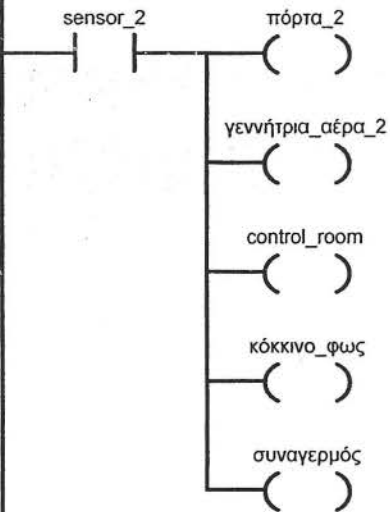 sensor_2
πόρτα_2
γεννήτρια_αέρα_2
control_room
κόκκινο_φως
συναγερμός